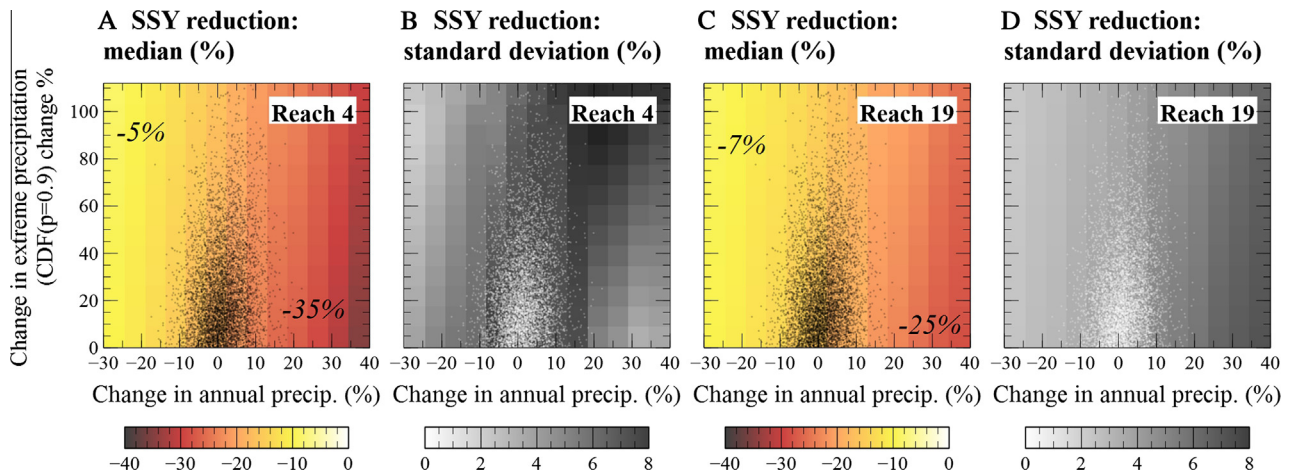 A SSY reduction:
median (%)
B SSY reduction:
standard deviation (%)
C SSY reduction:
median (%)
D SSY reduction:
standard deviation (%)
Change in extreme precipitation
(CDF(p=0.9) change %
100
80
60
40
20
0
Reach 4
-5%
-35%
Reach 4
Reach 19
-7%
-25%
Reach 19
−30 −20 −10 0 10 20 30 40
−30 −20 −10 0 10 20 30 40
−30 −20 −10 0 10 20 30 40
−30 −20 −10 0 10 20 30 40
Change in annual precip. (%)
Change in annual precip. (%)
Change in annual precip. (%)
Change in annual precip. (%)
−40 −30 −20 −10 0
0 2 4 6 8
−40 −30 −20 −10 0
0 2 4 6 8